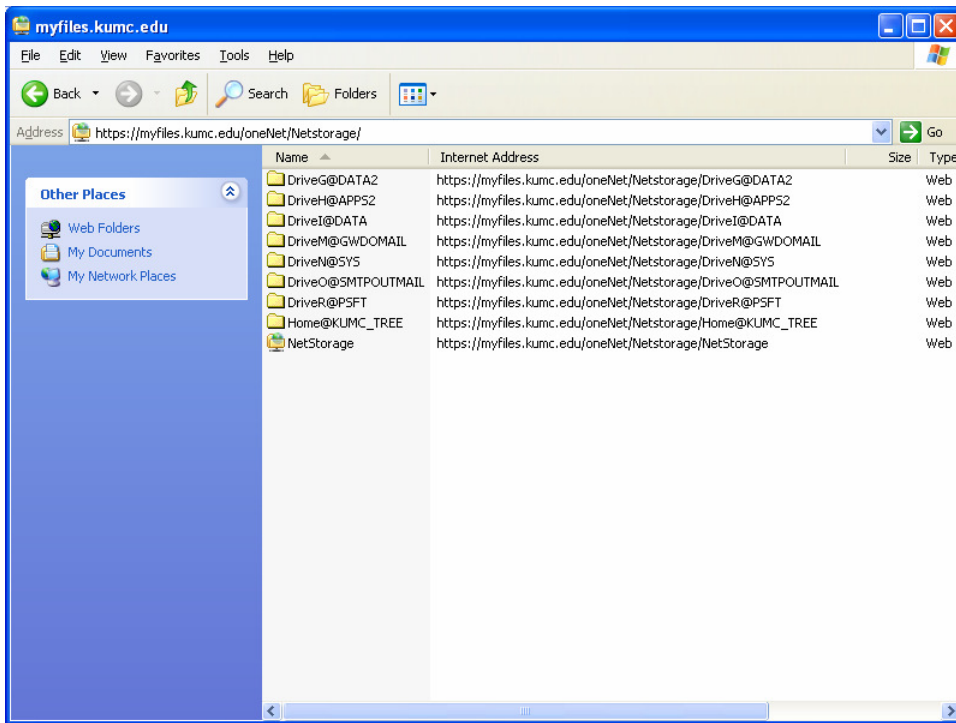 myfiles.kumc.edu
File Edit View Favorites Tools Help
Back Search Folders
Address https://myfiles.kumc.edu/oneNet/Netstorage/ Go
Other Places
Web Folders
My Documents
My Network Places
Name Internet Address Size Type
DriveG@DATA2 https://myfiles.kumc.edu/oneNet/Netstorage/DriveG@DATA2 Web
DriveH@APPS2 https://myfiles.kumc.edu/oneNet/Netstorage/DriveH@APPS2 Web
DriveI@DATA https://myfiles.kumc.edu/oneNet/Netstorage/DriveI@DATA Web
DriveM@GWDOMAIL https://myfiles.kumc.edu/oneNet/Netstorage/DriveM@GWDOMAIL Web
DriveN@SYS https://myfiles.kumc.edu/oneNet/Netstorage/DriveN@SYS Web
DriveO@SMTPOUTMAIL https://myfiles.kumc.edu/oneNet/Netstorage/DriveO@SMTPOUTMAIL Web
DriveR@PSFT https://myfiles.kumc.edu/oneNet/Netstorage/DriveR@PSFT Web
Home@KUMC_TREE https://myfiles.kumc.edu/oneNet/Netstorage/Home@KUMC_TREE Web
NetStorage https://myfiles.kumc.edu/oneNet/Netstorage/NetStorage Web